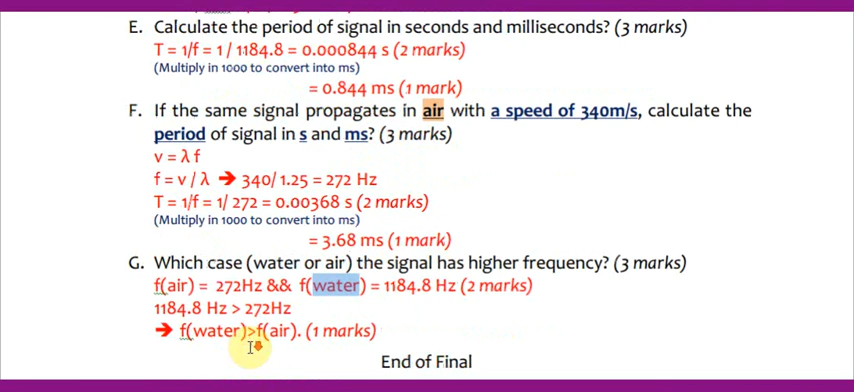 E. Calculate the period of signal in seconds and milliseconds? (3 marks)
T = 1/f = 1 / 1184.8 = 0.000844 s (2 marks)
(Multiply in 1000 to convert into ms)
= 0.844 ms (1 mark)
F. If the same signal propagates in air with a speed of 340m/s, calculate the
period of signal in s and ms? (3 marks)
v = λ f
f = v / λ ➔ 340/ 1.25 = 272 Hz
T = 1/f = 1/ 272 = 0.00368 s (2 marks)
(Multiply in 1000 to convert into ms)
= 3.68 ms (1 mark)
G. Which case (water or air) the signal has higher frequency? (3 marks)
f(air) = 272Hz && f(water) = 1184.8 Hz (2 marks)
1184.8 Hz > 272Hz
➔ f(water)>f(air). (1 marks)
End of Final